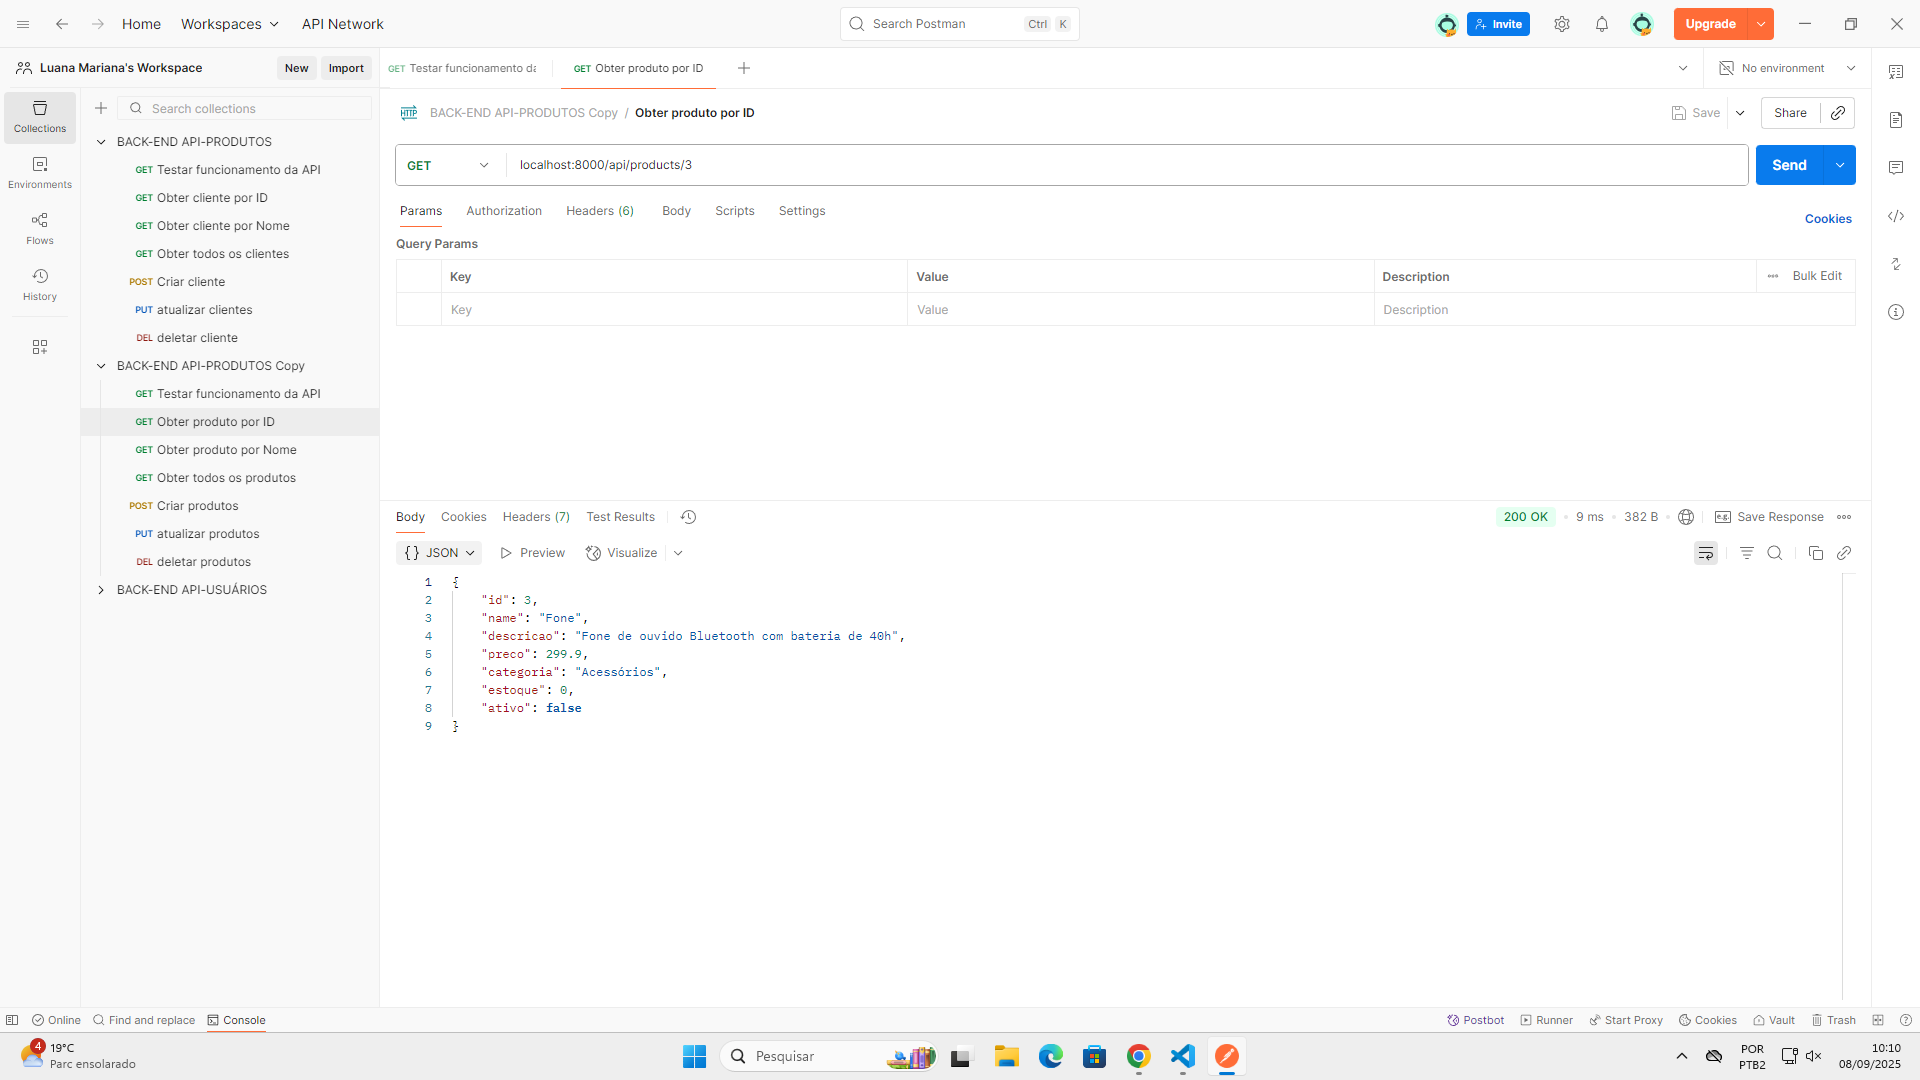 Home Workspaces API Network Search Postman Ctrl K Invite Upgrade
Luana Mariana's Workspace New Import GET Testar funcionamento da GET Obter produto por ID No environment
Collections
Environments
Flows
History
Search collections
BACK-END API-PRODUTOS
GET Testar funcionamento da API
GET Obter cliente por ID
GET Obter cliente por Nome
GET Obter todos os clientes
POST Criar cliente
PUT atualizar clientes
DEL deletar cliente
BACK-END API-PRODUTOS Copy
GET Testar funcionamento da API
GET Obter produto por ID
GET Obter produto por Nome
GET Obter todos os produtos
POST Criar produtos
PUT atualizar produtos
DEL deletar produtos
BACK-END API-USUÁRIOS
HTTP BACK-END API-PRODUTOS Copy / Obter produto por ID Save Share
GET localhost:8000/api/products/3 Send
Params Authorization Headers (6) Body Scripts Settings Cookies
Query Params
Key Value Description Bulk Edit
Key Value Description
Body Cookies Headers (7) Test Results 200 OK 9 ms 382 B e.g. Save Response
{} JSON Preview Visualize
1 {
2 "id": 3,
3 "name": "Fone",
4 "descricao": "Fone de ouvido Bluetooth com bateria de 40h",
5 "preco": 299.9,
6 "categoria": "Acessórios",
7 "estoque": 0,
8 "ativo": false
9 }
Online Find and replace Console Postbot Runner Start Proxy Cookies Vault Trash
4 19°C
Parc ensolarado
Pesquisar
POR
PTB2
10:10
08/09/2025